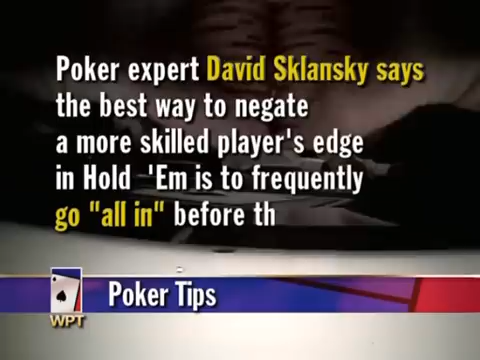 Poker expert David Sklansky says
the best way to negate
a more skilled player's edge
in Hold 'Em is to frequently
go "all in" before th
Poker Tips
WPT